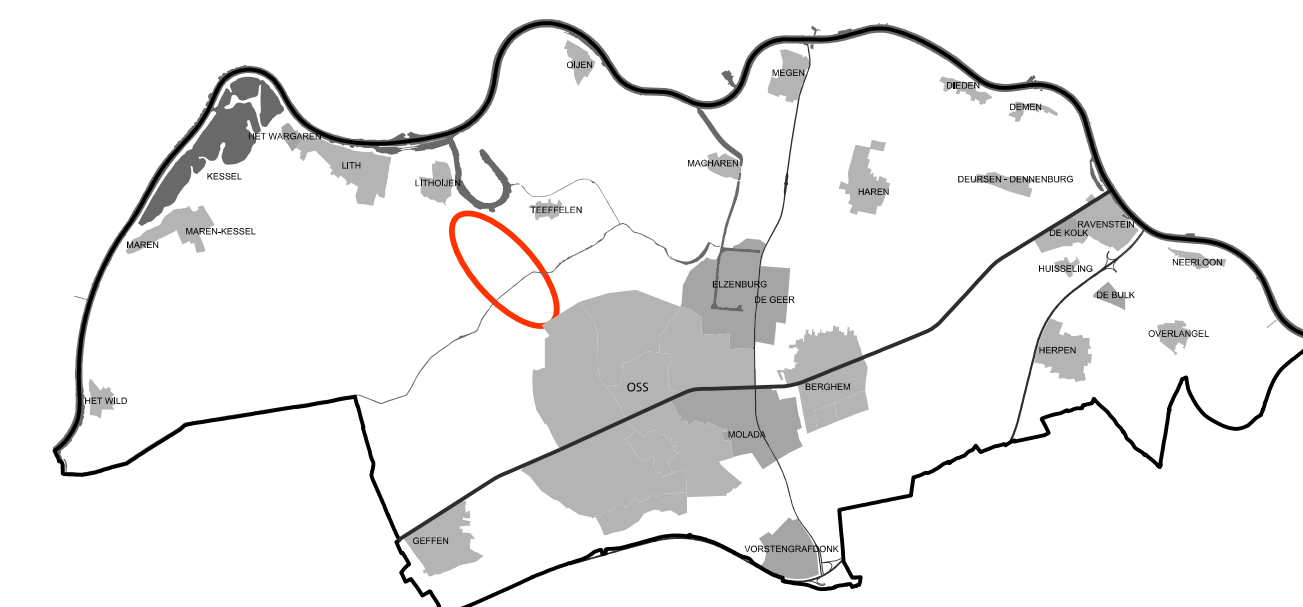 OIJEN
MEGEN
DIEDEN
DEMEN
HET WARGAREN
LITH
KESSEL
LITHOIJEN
MACHAREN
HAREN
DEURSEN - DENNENBURG
TEEFFELEN
RAVENSTEIN
DE KOLK
MAREN-KESSEL
MAREN
NEERLOON
HUISSELING
ELZENBURG
DE GEER
DE BULK
OVERLANGEL
HERPEN
OSS
BERGHEM
HET WILD
MOLADA
GEFFEN
VORSTENGRAFDONK